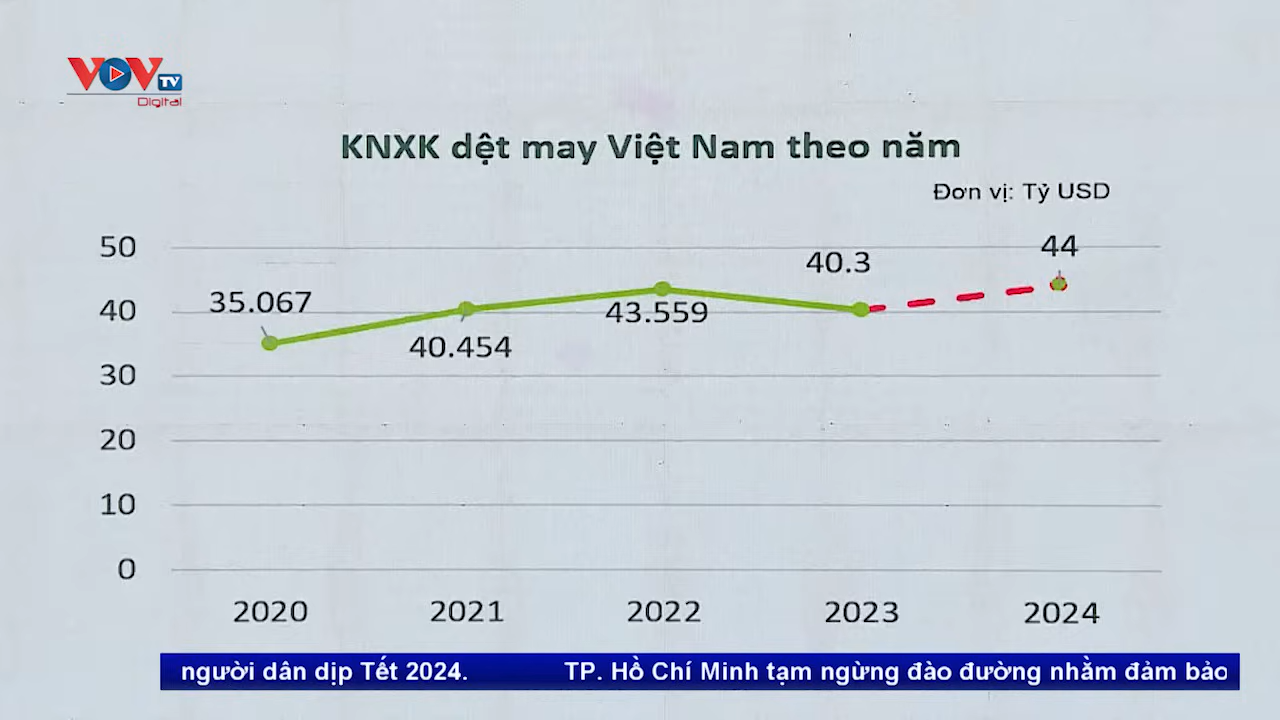 VOV TV
Digital
KNXK dệt may Việt Nam theo năm
Đơn vị: Tỷ USD
50
40
30
20
10
0
35.067
40.454
43.559
40.3
44
2020 2021 2022 2023 2024
người dân dịp Tết 2024. TP. Hồ Chí Minh tạm ngừng đào đường nhằm đảm bảo